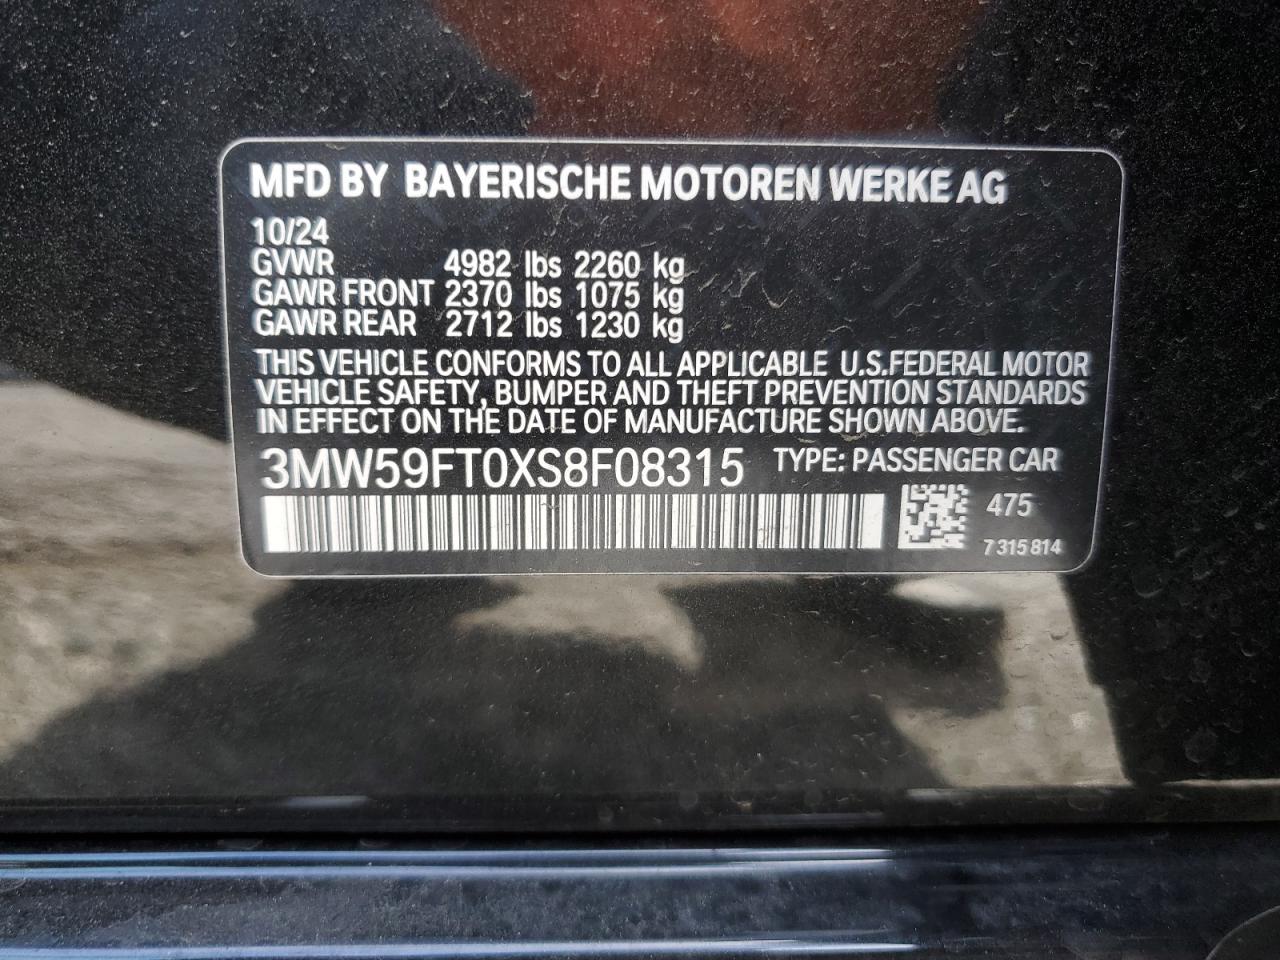 MFD BY BAYERISCHE MOTOREN WERKE AG
10/24
GVWR 4982 lbs 2260 kg
GAWR FRONT 2370 lbs 1075 kg
GAWR REAR 2712 lbs 1230 kg
THIS VEHICLE CONFORMS TO ALL APPLICABLE U.S.FEDERAL MOTOR
VEHICLE SAFETY, BUMPER AND THEFT PREVENTION STANDARDS
IN EFFECT ON THE DATE OF MANUFACTURE SHOWN ABOVE.
3MW59FT0XS8F08315 TYPE: PASSENGER CAR
475
7 315 814